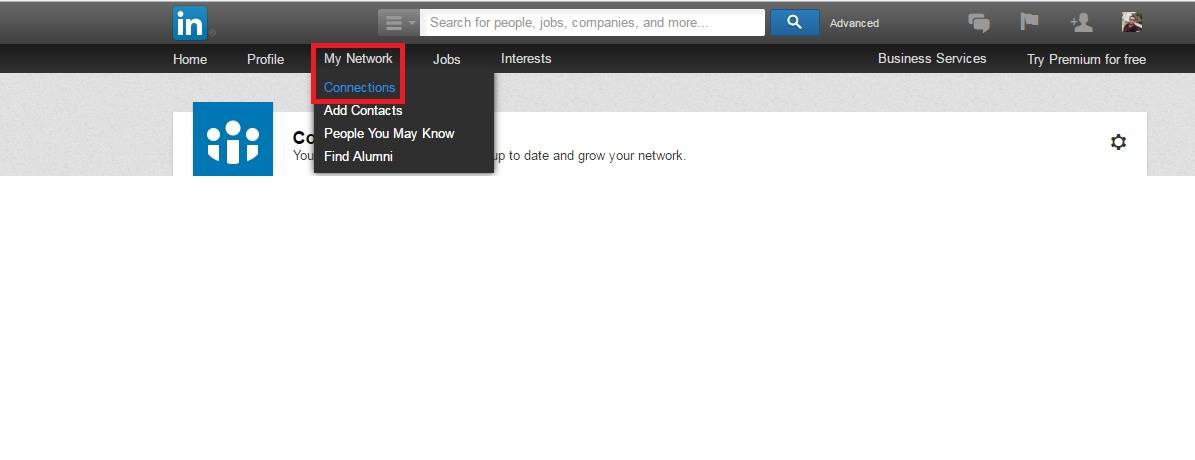 in
Search for people, jobs, companies, and more...
Advanced
Home
Profile
My Network
Jobs
Interests
Business Services
Try Premium for free
Connections
Add Contacts
People You May Know
Find Alumni
Co
You
up to date and grow your network.